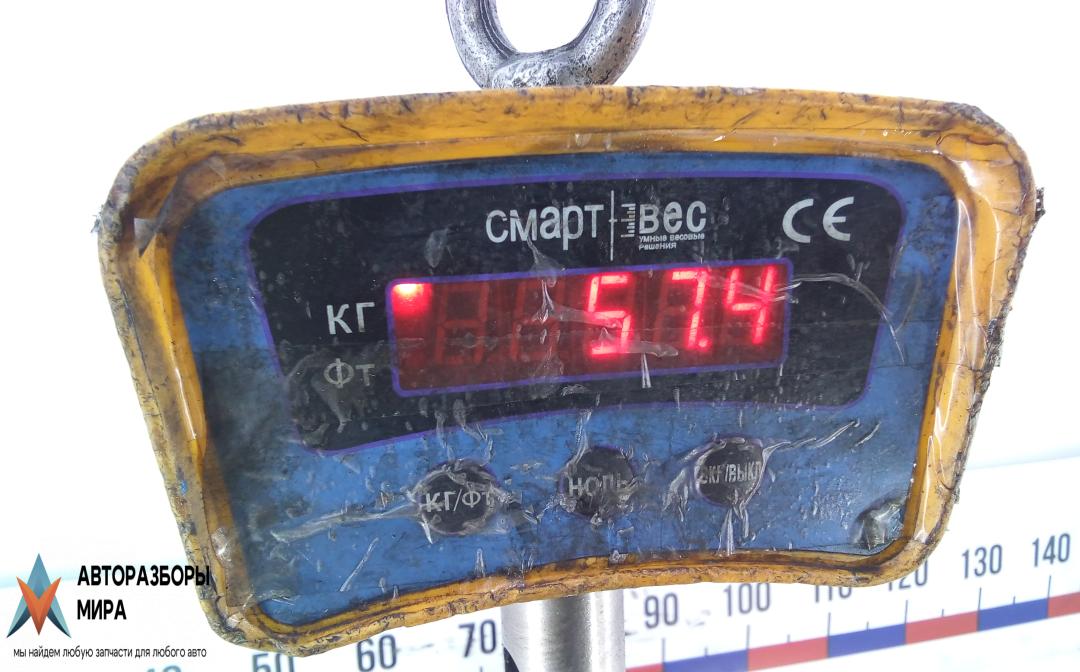 смарт вес
умные весовые
решения
CE
КГ
57.4
Фт
КГ/ФТ
НОЛЬ
ВКЛ/ВЫКЛ
АВТОРАЗБОРЫ
МИРА
мы найдем любую запчасти для любого авто
50 60 70 90 100 120 130 140